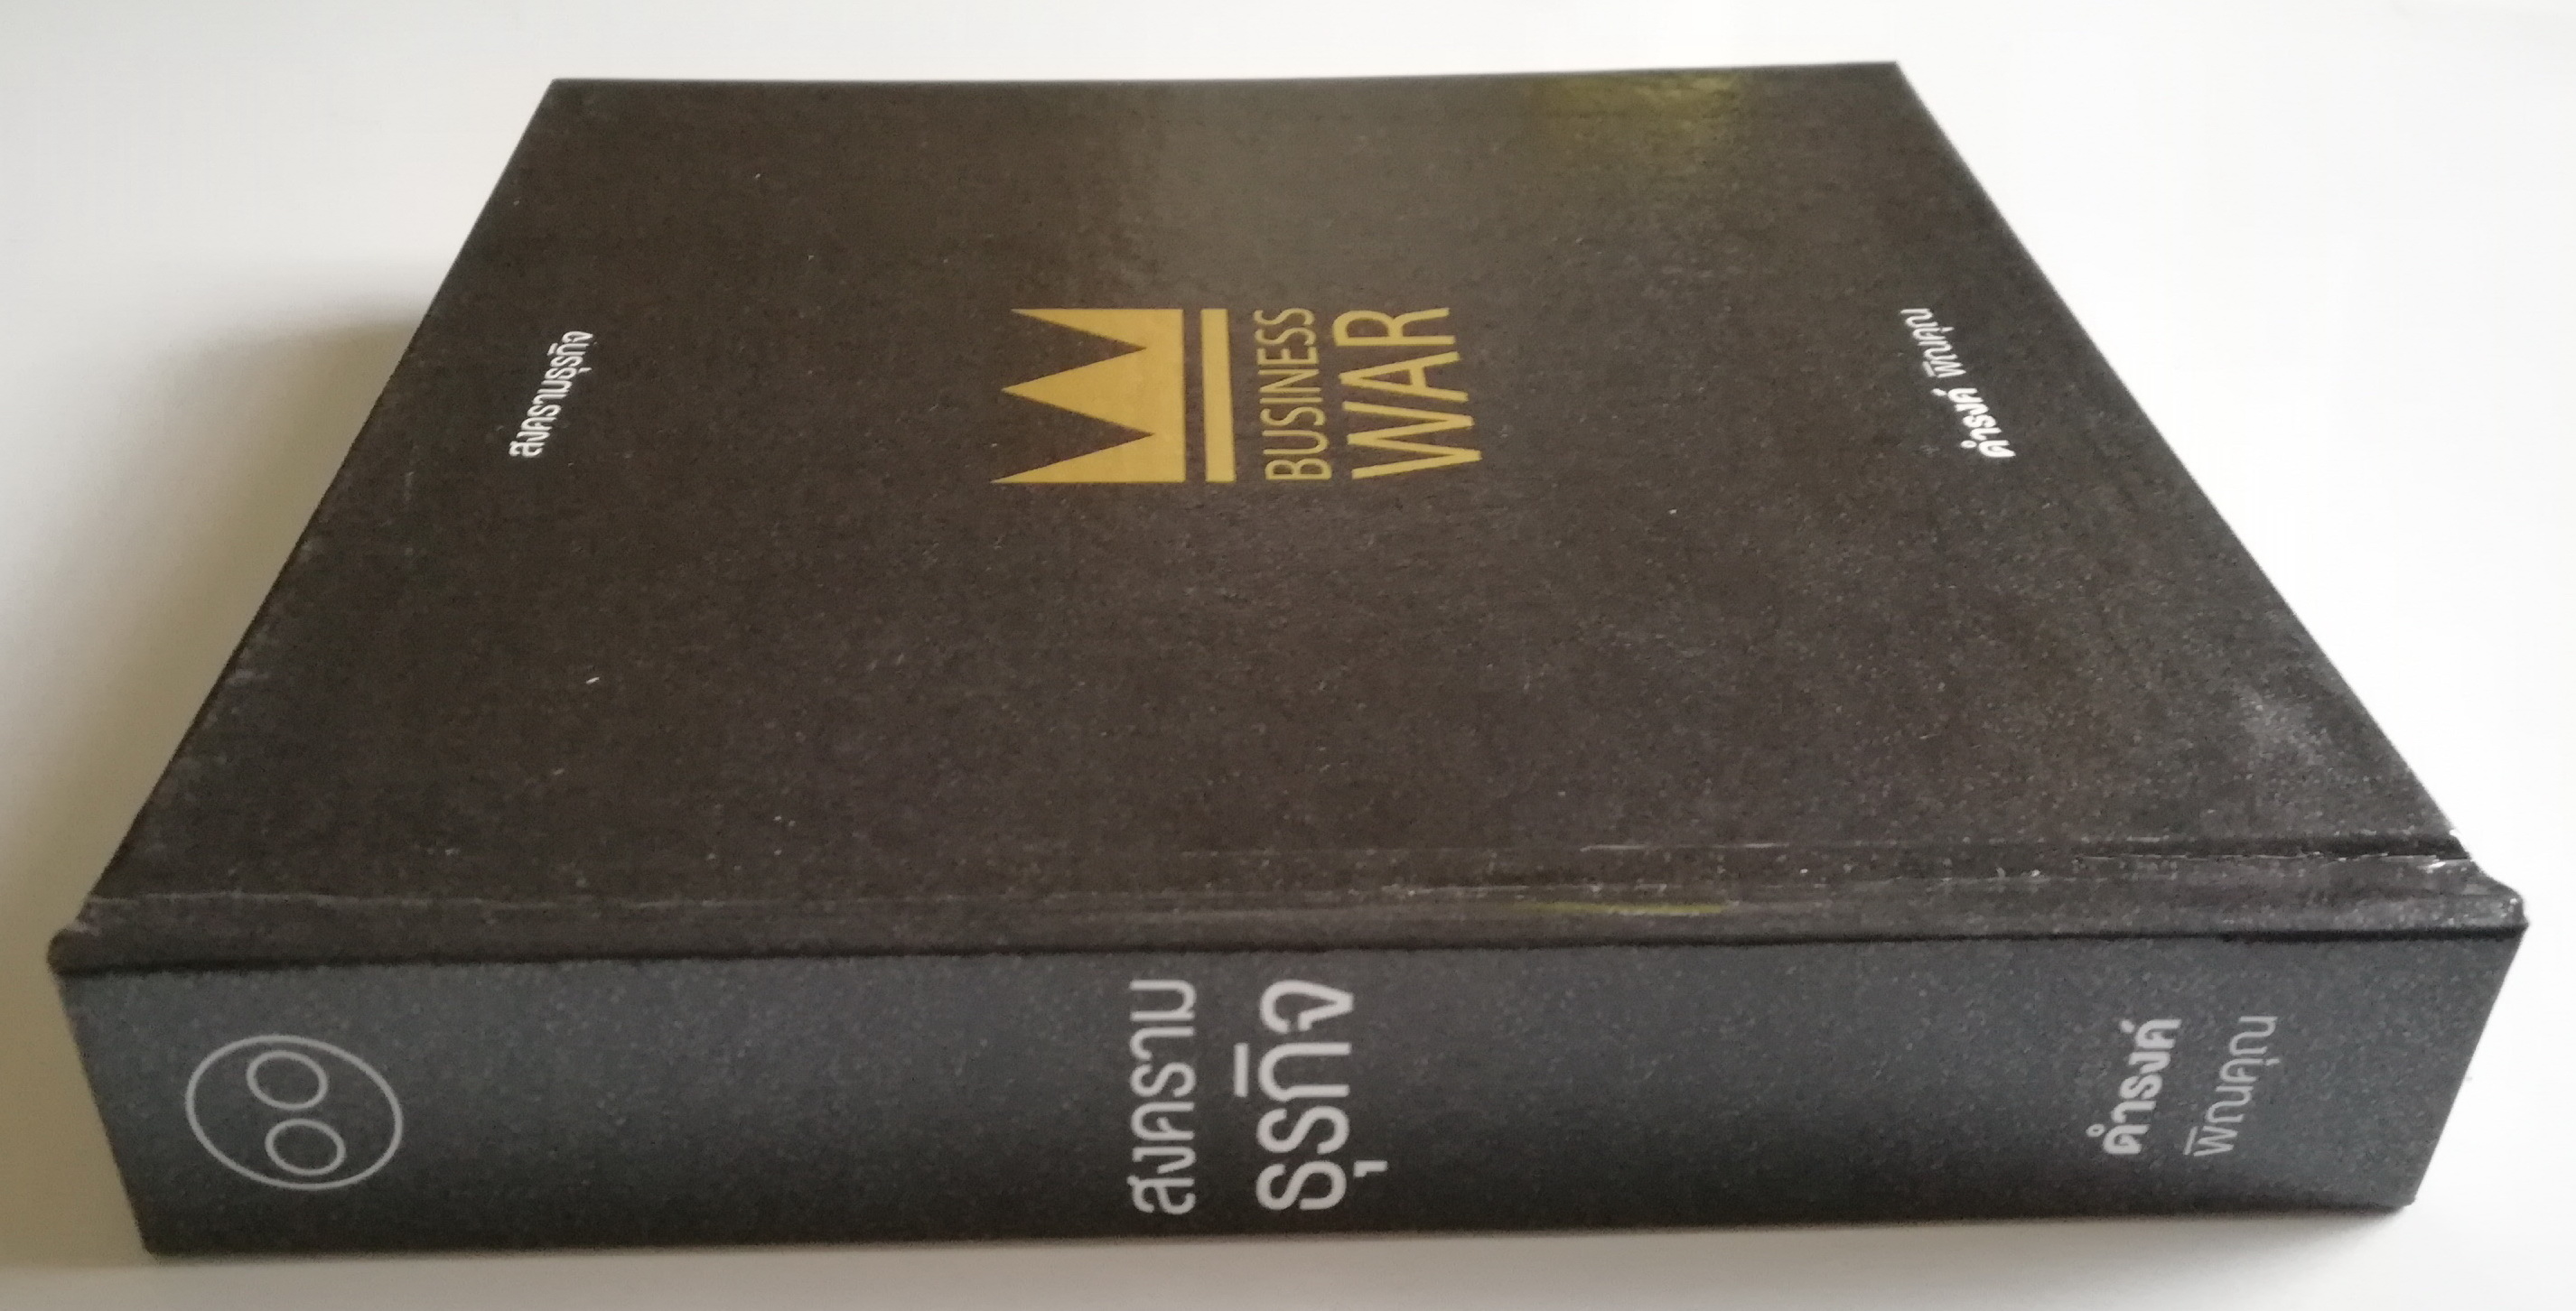 สงครามธุรกิจ
BUSINESS
WAR
ดำรงค์ พิณคุณ
สงคราม
ธุรกิจ
ดำรงค์
พิณคุณ